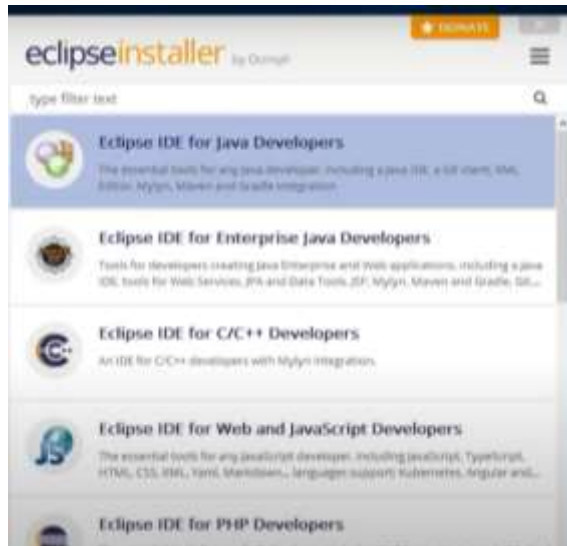 DONATE
eclipseinstaller by Oomph
type filter text
Eclipse IDE for Java Developers
The essential tools for any Java developer, including a Java IDE, a Git client, XML
Editor, Mylyn, Maven and Gradle integration
Eclipse IDE for Enterprise Java Developers
Tools for developers creating Java Enterprise and Web applications, including a Java
IDE, tools for Web Services, JPA and Data Tools, JSF, Mylyn, Maven and Gradle, Git...
Eclipse IDE for C/C++ Developers
An IDE for C/C++ developers with Mylyn integration.
Eclipse IDE for Web and JavaScript Developers
The essential tools for any JavaScript developer, including JavaScript, TypeScript,
HTML, CSS, XML, Yaml, Markdown... languages support; Kubernetes, Angular and...
Eclipse IDE for PHP Developers